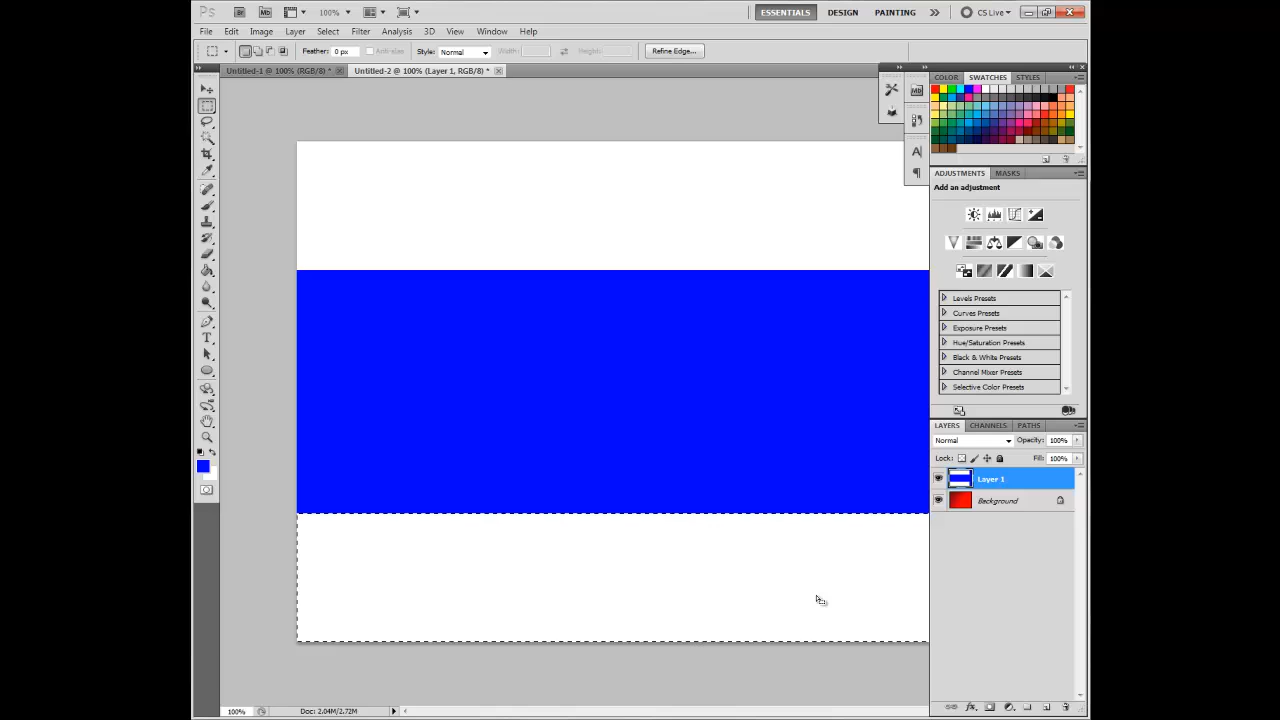 Ps Br Mb 100% ESSENTIALS DESIGN PAINTING CS Live
File Edit Image Layer Select Filter Analysis 3D View Window Help
Feather: 0 px Anti-alias Style: Normal Width: Height: Refine Edge...
Untitled-1 @ 100% (RGB/8) * Untitled-2 @ 100% (Layer 1, RGB/8) *
COLOR SWATCHES STYLES
ADJUSTMENTS MASKS
Add an adjustment
Levels Presets
Curves Presets
Exposure Presets
Hue/Saturation Presets
Black & White Presets
Channel Mixer Presets
Selective Color Presets
LAYERS CHANNELS PATHS
Normal Opacity: 100%
Lock: Fill: 100%
Layer 1
Background
100% Doc: 2.04M/2.72M